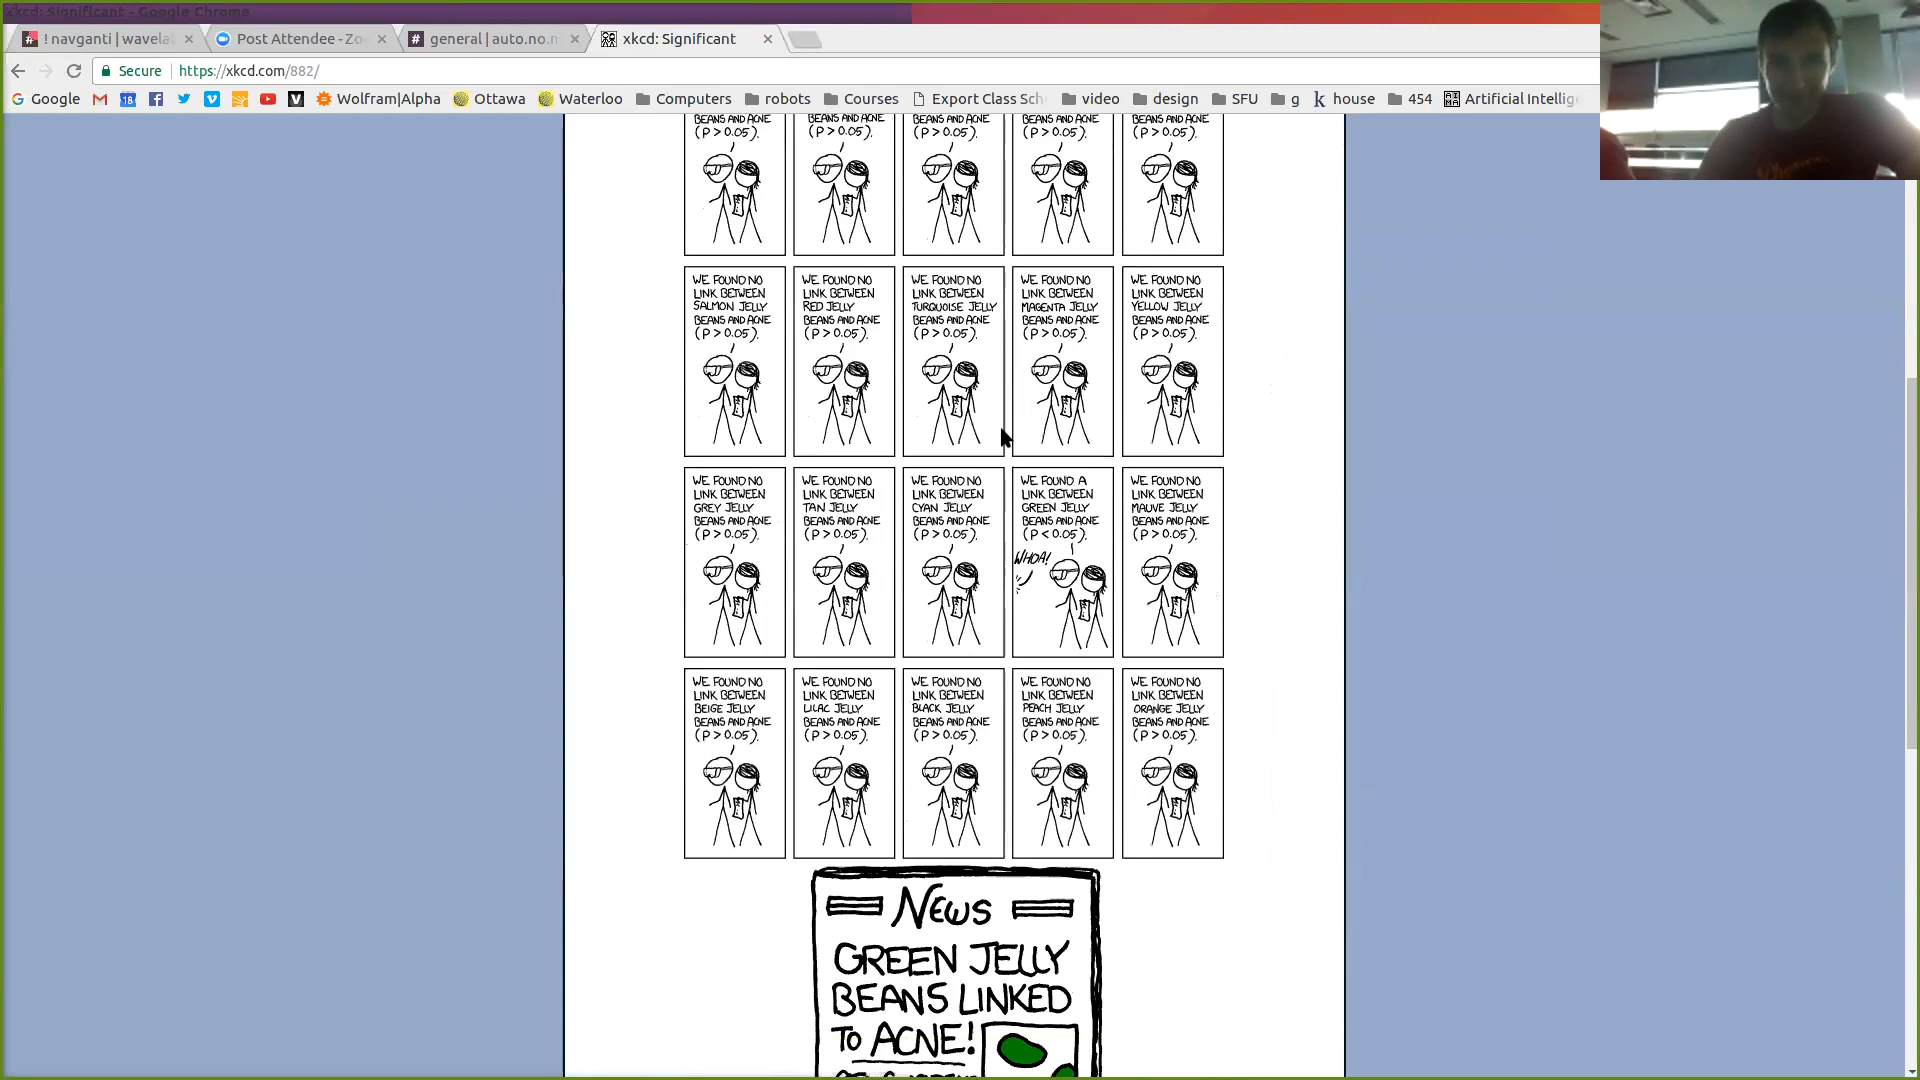 xkcd: Significant - Google Chrome
! navganti | wavela
Post Attendee - Zo
general | auto.no.n
xkcd: Significant
Secure https://xkcd.com/882/
Google 18 Wolfram|Alpha Ottawa Waterloo Computers robots Courses Export Class Sch video design SFU g house 454 Artificial Intellig
BEANS AND ACNE BEANS AND ACNE BEANS AND ACNE BEANS AND ACNE BEANS AND ACNE
(P > 0.05). (P > 0.05). (P > 0.05). (P > 0.05). (P > 0.05).
WE FOUND NO
LINK BETWEEN
SALMON JELLY
BEANS AND ACNE
(P > 0.05).
WE FOUND NO
LINK BETWEEN
RED JELLY
BEANS AND ACNE
(P > 0.05).
WE FOUND NO
LINK BETWEEN
TURQUOISE JELLY
BEANS AND ACNE
(P > 0.05).
WE FOUND NO
LINK BETWEEN
MAGENTA JELLY
BEANS AND ACNE
(P > 0.05).
WE FOUND NO
LINK BETWEEN
YELLOW JELLY
BEANS AND ACNE
(P > 0.05).
WE FOUND NO
LINK BETWEEN
GREY JELLY
BEANS AND ACNE
(P > 0.05).
WE FOUND NO
LINK BETWEEN
TAN JELLY
BEANS AND ACNE
(P > 0.05).
WE FOUND NO
LINK BETWEEN
CYAN JELLY
BEANS AND ACNE
(P > 0.05).
WE FOUND A
LINK BETWEEN
GREEN JELLY
BEANS AND ACNE
(P < 0.05).
WHOA!
WE FOUND NO
LINK BETWEEN
MAUVE JELLY
BEANS AND ACNE
(P > 0.05).
WE FOUND NO
LINK BETWEEN
BEIGE JELLY
BEANS AND ACNE
(P > 0.05).
WE FOUND NO
LINK BETWEEN
LILAC JELLY
BEANS AND ACNE
(P > 0.05).
WE FOUND NO
LINK BETWEEN
BLACK JELLY
BEANS AND ACNE
(P > 0.05).
WE FOUND NO
LINK BETWEEN
PEACH JELLY
BEANS AND ACNE
(P > 0.05).
WE FOUND NO
LINK BETWEEN
ORANGE JELLY
BEANS AND ACNE
(P > 0.05).
NEWS
GREEN JELLY
BEANS LINKED
TO ACNE!